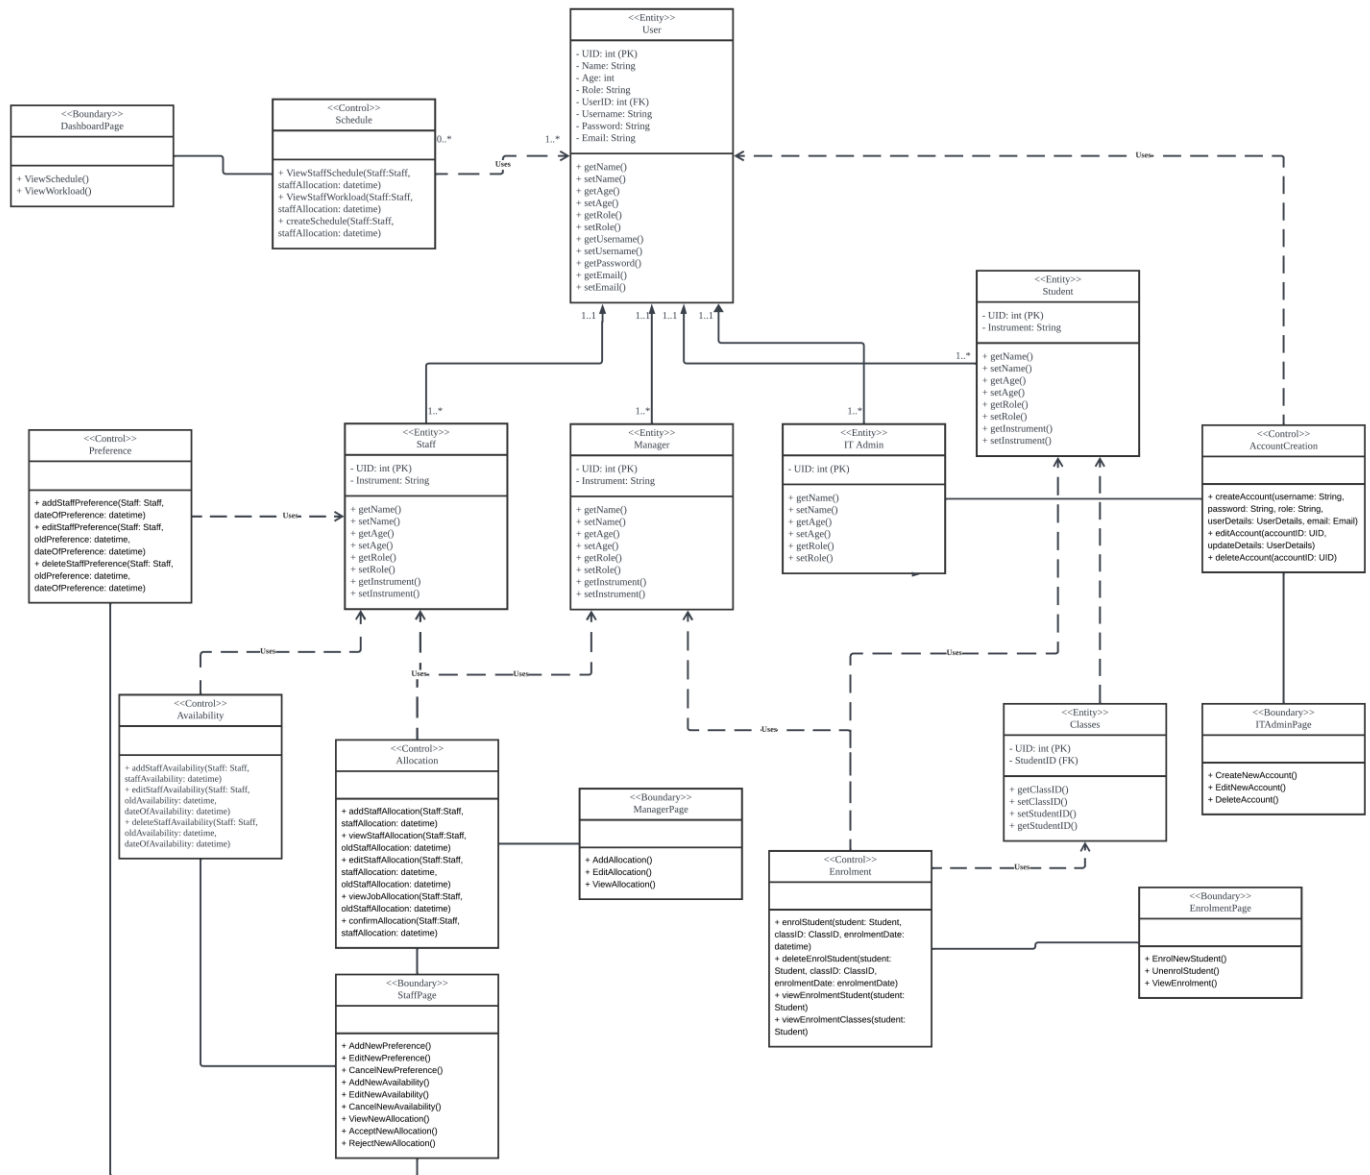 <<Entity>>
User
- UID: int (PK)
- Name: String
- Age: int
- Role: String
- UserID: int (FK)
- Username: String
- Password: String
- Email: String
+ getName()
+ setName()
+ getAge()
+ setAge()
+ getRole()
+ setRole()
+ getUsername()
+ setUsername()
+ getPassword()
+ getEmail()
+ setEmail()
<<Boundary>>
DashboardPage
+ ViewSchedule()
+ ViewWorkload()
<<Control>>
Schedule
+ ViewStaffSchedule(Staff:Staff,
staffAllocation: datetime)
+ ViewStaffWorkload(Staff:Staff,
staffAllocation: datetime)
+ createSchedule(Staff:Staff,
staffAllocation: datetime)
0..*
1..*
Uses
Uses
1..1
1..1
1..1
1..1
<<Entity>>
Student
- UID: int (PK)
- Instrument: String
+ getName()
+ setName()
+ getAge()
+ setAge()
+ getRole()
+ setRole()
+ getInstrument()
+ setInstrument()
1..*
1..*
1..*
1..*
<<Control>>
Preference
+ addStaffPreference(Staff: Staff,
dateOfPreference: datetime)
+ editStaffPreference(Staff: Staff,
oldPreference: datetime,
dateOfPreference: datetime)
+ deleteStaffPreference(Staff: Staff,
oldPreference: datetime,
dateOfPreference: datetime)
Uses
<<Entity>>
Staff
- UID: int (PK)
- Instrument: String
+ getName()
+ setName()
+ getAge()
+ setAge()
+ getRole()
+ setRole()
+ getInstrument()
+ setInstrument()
<<Entity>>
Manager
- UID: int (PK)
- Instrument: String
+ getName()
+ setName()
+ getAge()
+ setAge()
+ getRole()
+ setRole()
+ getInstrument()
+ setInstrument()
<<Entity>>
IT Admin
- UID: int (PK)
+ getName()
+ setName()
+ getAge()
+ setAge()
+ getRole()
+ setRole()
<<Control>>
AccountCreation
+ createAccount(username: String,
password: String, role: String,
userDetails: UserDetails, email: Email)
+ editAccount(accountID: UID,
updateDetails: UserDetails)
+ deleteAccount(accountID: UID)
Uses
Uses
Uses
Uses
Uses
<<Control>>
Availability
+ addStaffAvailability(Staff: Staff,
staffAvailability: datetime)
+ editStaffAvailability(Staff: Staff,
oldAvailability: datetime,
dateOfAvailability: datetime)
+ deleteStaffAvailability(Staff: Staff,
oldAvailability: datetime,
dateOfAvailability: datetime)
<<Control>>
Allocation
+ addStaffAllocation(Staff:Staff,
staffAllocation: datetime)
+ viewStaffAllocation(Staff:Staff,
oldStaffAllocation: datetime)
+ editStaffAllocation(Staff:Staff,
staffAllocation: datetime,
oldStaffAllocation: datetime)
+ viewJobAllocation(Staff:Staff,
oldStaffAllocation: datetime)
+ confirmAllocation(Staff:Staff,
staffAllocation: datetime)
<<Boundary>>
ManagerPage
+ AddAllocation()
+ EditAllocation()
+ ViewAllocation()
<<Entity>>
Classes
- UID: int (PK)
- StudentID (FK)
+ getClassID()
+ setClassID()
+ setStudentID()
+ getStudentID()
<<Boundary>>
ITAdminPage
+ CreateNewAccount()
+ EditNewAccount()
+ DeleteAccount()
<<Control>>
Enrolment
+ enrolStudent(student: Student,
classID: ClassID, enrolmentDate:
datetime)
+ deleteEnrolStudent(student:
Student, classID: ClassID,
enrolmentDate: enrolmentDate)
+ viewEnrolmentStudent(student:
Student)
+ viewEnrolmentClasses(student:
Student)
Uses
<<Boundary>>
EnrolmentPage
+ EnrolNewStudent()
+ UnenrolStudent()
+ ViewEnrolment()
<<Boundary>>
StaffPage
+ AddNewPreference()
+ EditNewPreference()
+ CancelNewPreference()
+ AddNewAvailability()
+ EditNewAvailability()
+ CancelNewAvailability()
+ ViewNewAllocation()
+ AcceptNewAllocation()
+ RejectNewAllocation()